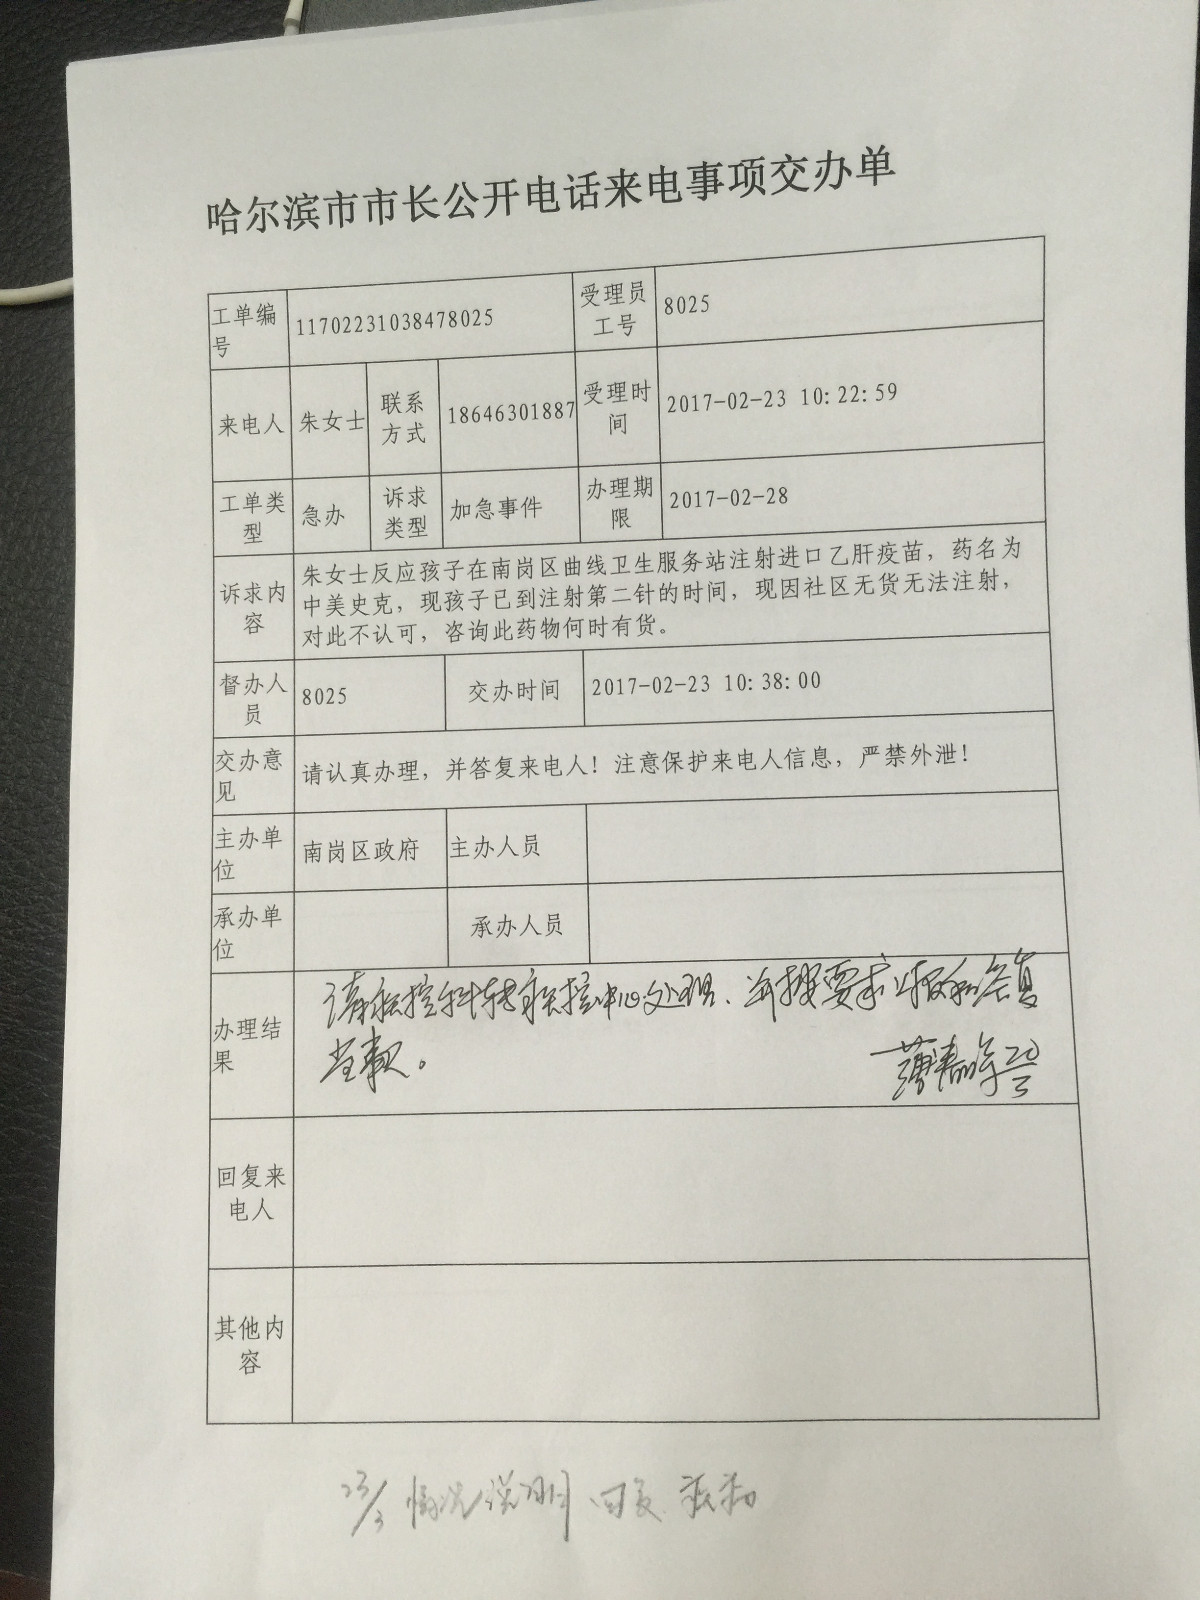 哈尔滨市市长公开电话来电事项交办单
工单编号 11702231038478025 受理员工号 8025
来电人 朱女士 联系方式 18646301887 受理时间 2017-02-23 10:22:59
工单类型 急办 诉求类型 加急事件 办理期限 2017-02-28
诉求内容
朱女士反应孩子在南岗区曲线卫生服务站注射进口乙肝疫苗，药名为
中美史克，现孩子已到注射第二针的时间，现因社区无货无法注射，
对此不认可，咨询此药物何时有货。
督办人员 8025 交办时间 2017-02-23 10:38:00
交办意见 请认真办理，并答复来电人！注意保护来电人信息，严禁外泄！
主办单位 南岗区政府 主办人员
承办单位 承办人员
办理结果
请疾控科转疾控中心处理、并按要求上报和答复
回复来电人
其他内容
23/3 情况说明 回复